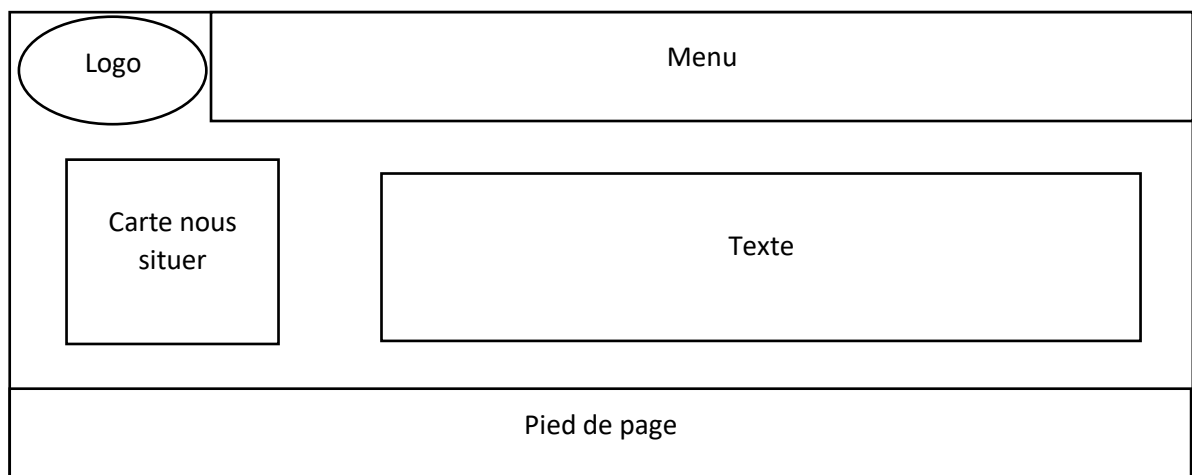 Logo
Menu
Carte nous
situer
Texte
Pied de page